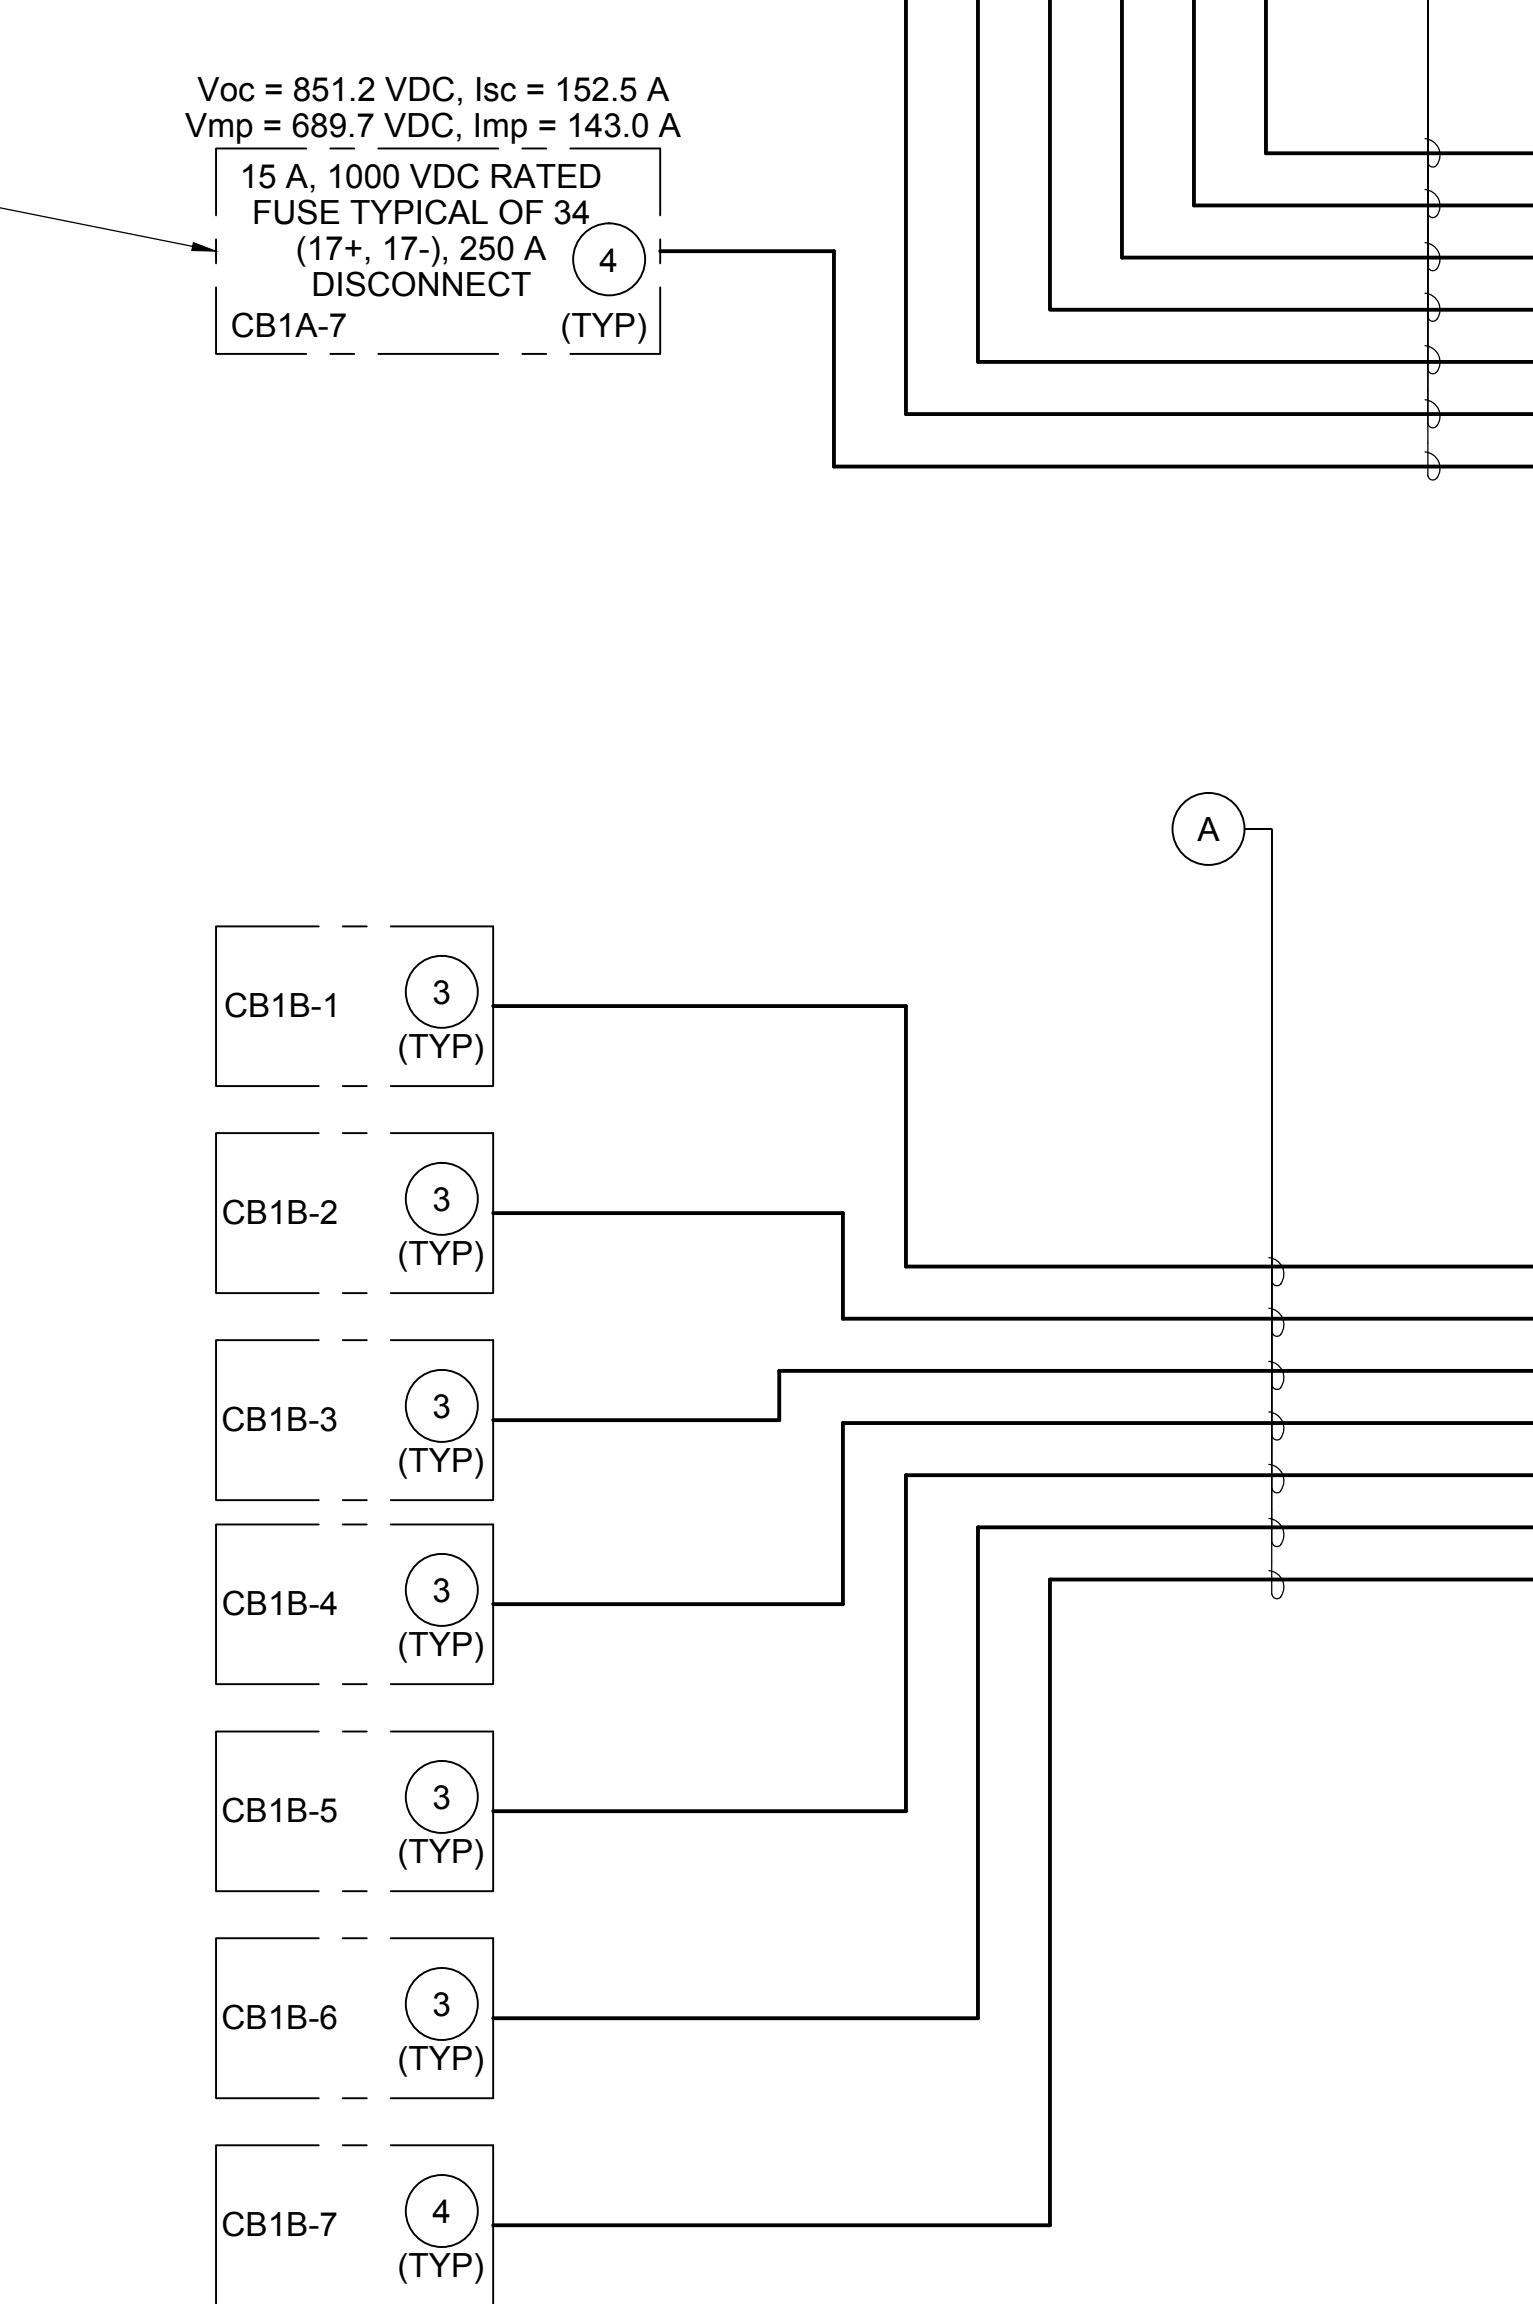 Voc = 851.2 VDC, Isc = 152.5 A
Vmp = 689.7 VDC, Imp = 143.0 A
15 A, 1000 VDC RATED
FUSE TYPICAL OF 34
(17+, 17-), 250 A
DISCONNECT
4
CB1A-7
(TYP)
A
CB1B-1
3
(TYP)
CB1B-2
3
(TYP)
CB1B-3
3
(TYP)
CB1B-4
3
(TYP)
CB1B-5
3
(TYP)
CB1B-6
3
(TYP)
CB1B-7
4
(TYP)